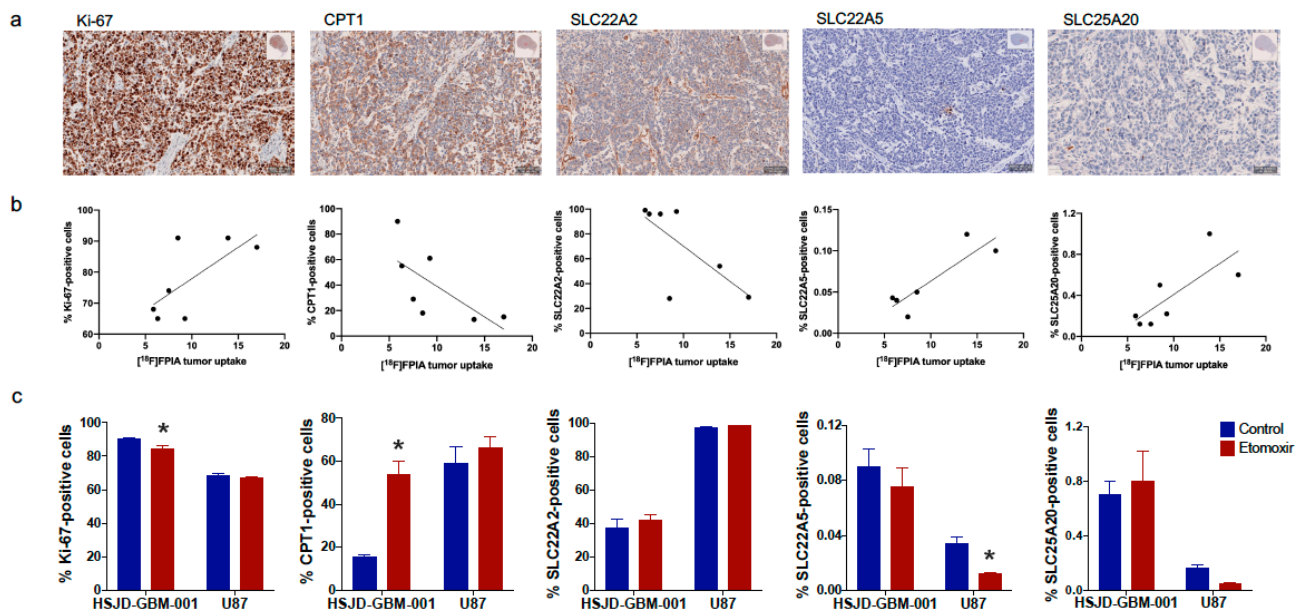 a
Ki-67 CPT1 SLC22A2 SLC22A5 SLC25A20
b
% Ki-67-positive cells
100
90
80
70
60
0 5 10 15 20
[18F]FPIA tumor uptake
% CPT1-positive cells
100
80
60
40
20
0
0 5 10 15 20
[18F]FPIA tumor uptake
% SLC22A2-positive cells
100
80
60
40
20
0
0 5 10 15 20
[18F]FPIA tumor uptake
% SLC22A5-positive cells
0.15
0.10
0.05
0.00
0 5 10 15 20
[18F]FPIA tumor uptake
% SLC25A20-positive cells
1.2
0.8
0.4
0.0
0 5 10 15 20
[18F]FPIA tumor uptake
c
% Ki-67-positive cells
100
80
60
40
20
0
*
HSJD-GBM-001 U87
% CPT1-positive cells
80
60
40
20
0
*
HSJD-GBM-001 U87
% SLC22A2-positive cells
100
80
60
40
20
0
HSJD-GBM-001 U87
% SLC22A5-positive cells
0.12
0.08
0.04
0.00
*
HSJD-GBM-001 U87
% SLC25A20-positive cells
1.2
0.8
0.4
0.0
HSJD-GBM-001 U87
Control
Etomoxir